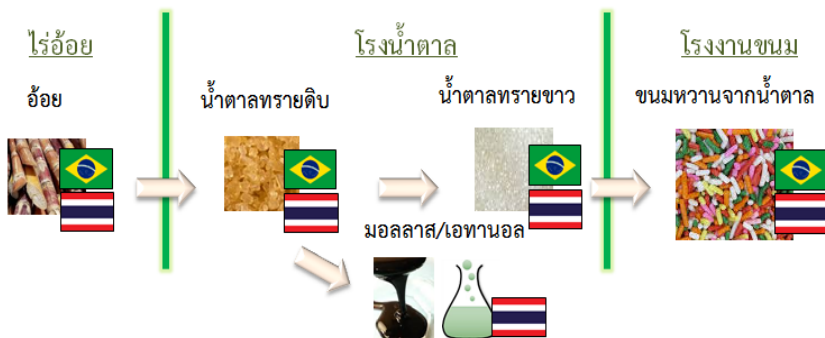 ไร่อ้อย
โรงน้ำตาล
โรงงานขนม
อ้อย
น้ำตาลทรายดิบ
น้ำตาลทรายขาว
ขนมหวานจากน้ำตาล
มอลลาส/เอทานอล